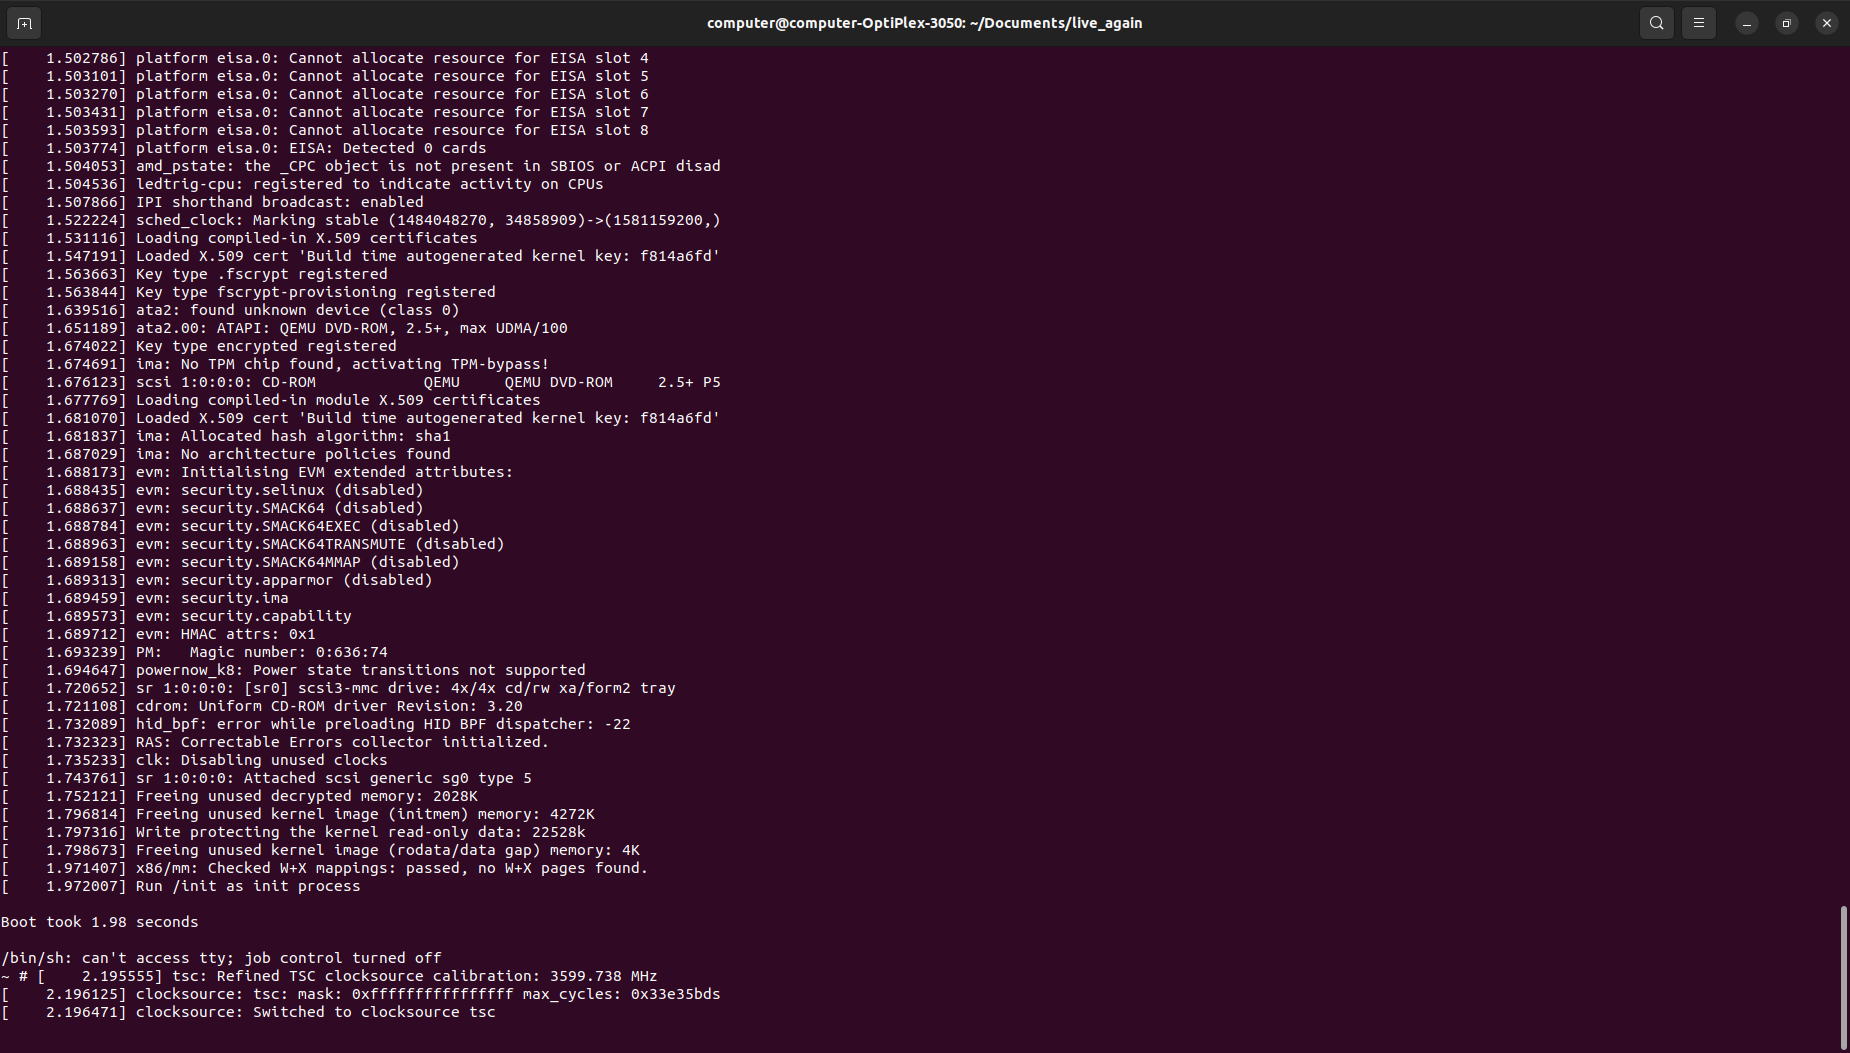 computer@computer-OptiPlex-3050: ~/Documents/live_again
[    1.502786] platform eisa.0: Cannot allocate resource for EISA slot 4
[    1.503101] platform eisa.0: Cannot allocate resource for EISA slot 5
[    1.503270] platform eisa.0: Cannot allocate resource for EISA slot 6
[    1.503431] platform eisa.0: Cannot allocate resource for EISA slot 7
[    1.503593] platform eisa.0: Cannot allocate resource for EISA slot 8
[    1.503774] platform eisa.0: EISA: Detected 0 cards
[    1.504053] amd_pstate: the _CPC object is not present in SBIOS or ACPI disad
[    1.504536] ledtrig-cpu: registered to indicate activity on CPUs
[    1.507866] IPI shorthand broadcast: enabled
[    1.522224] sched_clock: Marking stable (1484048270, 34858909)->(1581159200,)
[    1.531116] Loading compiled-in X.509 certificates
[    1.547191] Loaded X.509 cert 'Build time autogenerated kernel key: f814a6fd'
[    1.563663] Key type .fscrypt registered
[    1.563844] Key type fscrypt-provisioning registered
[    1.639516] ata2: found unknown device (class 0)
[    1.651189] ata2.00: ATAPI: QEMU DVD-ROM, 2.5+, max UDMA/100
[    1.674022] Key type encrypted registered
[    1.674691] ima: No TPM chip found, activating TPM-bypass!
[    1.676123] scsi 1:0:0:0: CD-ROM            QEMU     QEMU DVD-ROM     2.5+ P5
[    1.677769] Loading compiled-in module X.509 certificates
[    1.681070] Loaded X.509 cert 'Build time autogenerated kernel key: f814a6fd'
[    1.681837] ima: Allocated hash algorithm: sha1
[    1.687029] ima: No architecture policies found
[    1.688173] evm: Initialising EVM extended attributes:
[    1.688435] evm: security.selinux (disabled)
[    1.688637] evm: security.SMACK64 (disabled)
[    1.688784] evm: security.SMACK64EXEC (disabled)
[    1.688963] evm: security.SMACK64TRANSMUTE (disabled)
[    1.689158] evm: security.SMACK64MMAP (disabled)
[    1.689313] evm: security.apparmor (disabled)
[    1.689459] evm: security.ima
[    1.689573] evm: security.capability
[    1.689712] evm: HMAC attrs: 0x1
[    1.693239] PM:   Magic number: 0:636:74
[    1.694647] powernow_k8: Power state transitions not supported
[    1.720652] sr 1:0:0:0: [sr0] scsi3-mmc drive: 4x/4x cd/rw xa/form2 tray
[    1.721108] cdrom: Uniform CD-ROM driver Revision: 3.20
[    1.732089] hid_bpf: error while preloading HID BPF dispatcher: -22
[    1.732323] RAS: Correctable Errors collector initialized.
[    1.735233] clk: Disabling unused clocks
[    1.743761] sr 1:0:0:0: Attached scsi generic sg0 type 5
[    1.752121] Freeing unused decrypted memory: 2028K
[    1.796814] Freeing unused kernel image (initmem) memory: 4272K
[    1.797316] Write protecting the kernel read-only data: 22528k
[    1.798673] Freeing unused kernel image (rodata/data gap) memory: 4K
[    1.971407] x86/mm: Checked W+X mappings: passed, no W+X pages found.
[    1.972007] Run /init as init process
Boot took 1.98 seconds
/bin/sh: can't access tty; job control turned off
~ # [    2.195555] tsc: Refined TSC clocksource calibration: 3599.738 MHz
[    2.196125] clocksource: tsc: mask: 0xffffffffffffffff max_cycles: 0x33e35bds
[    2.196471] clocksource: Switched to clocksource tsc